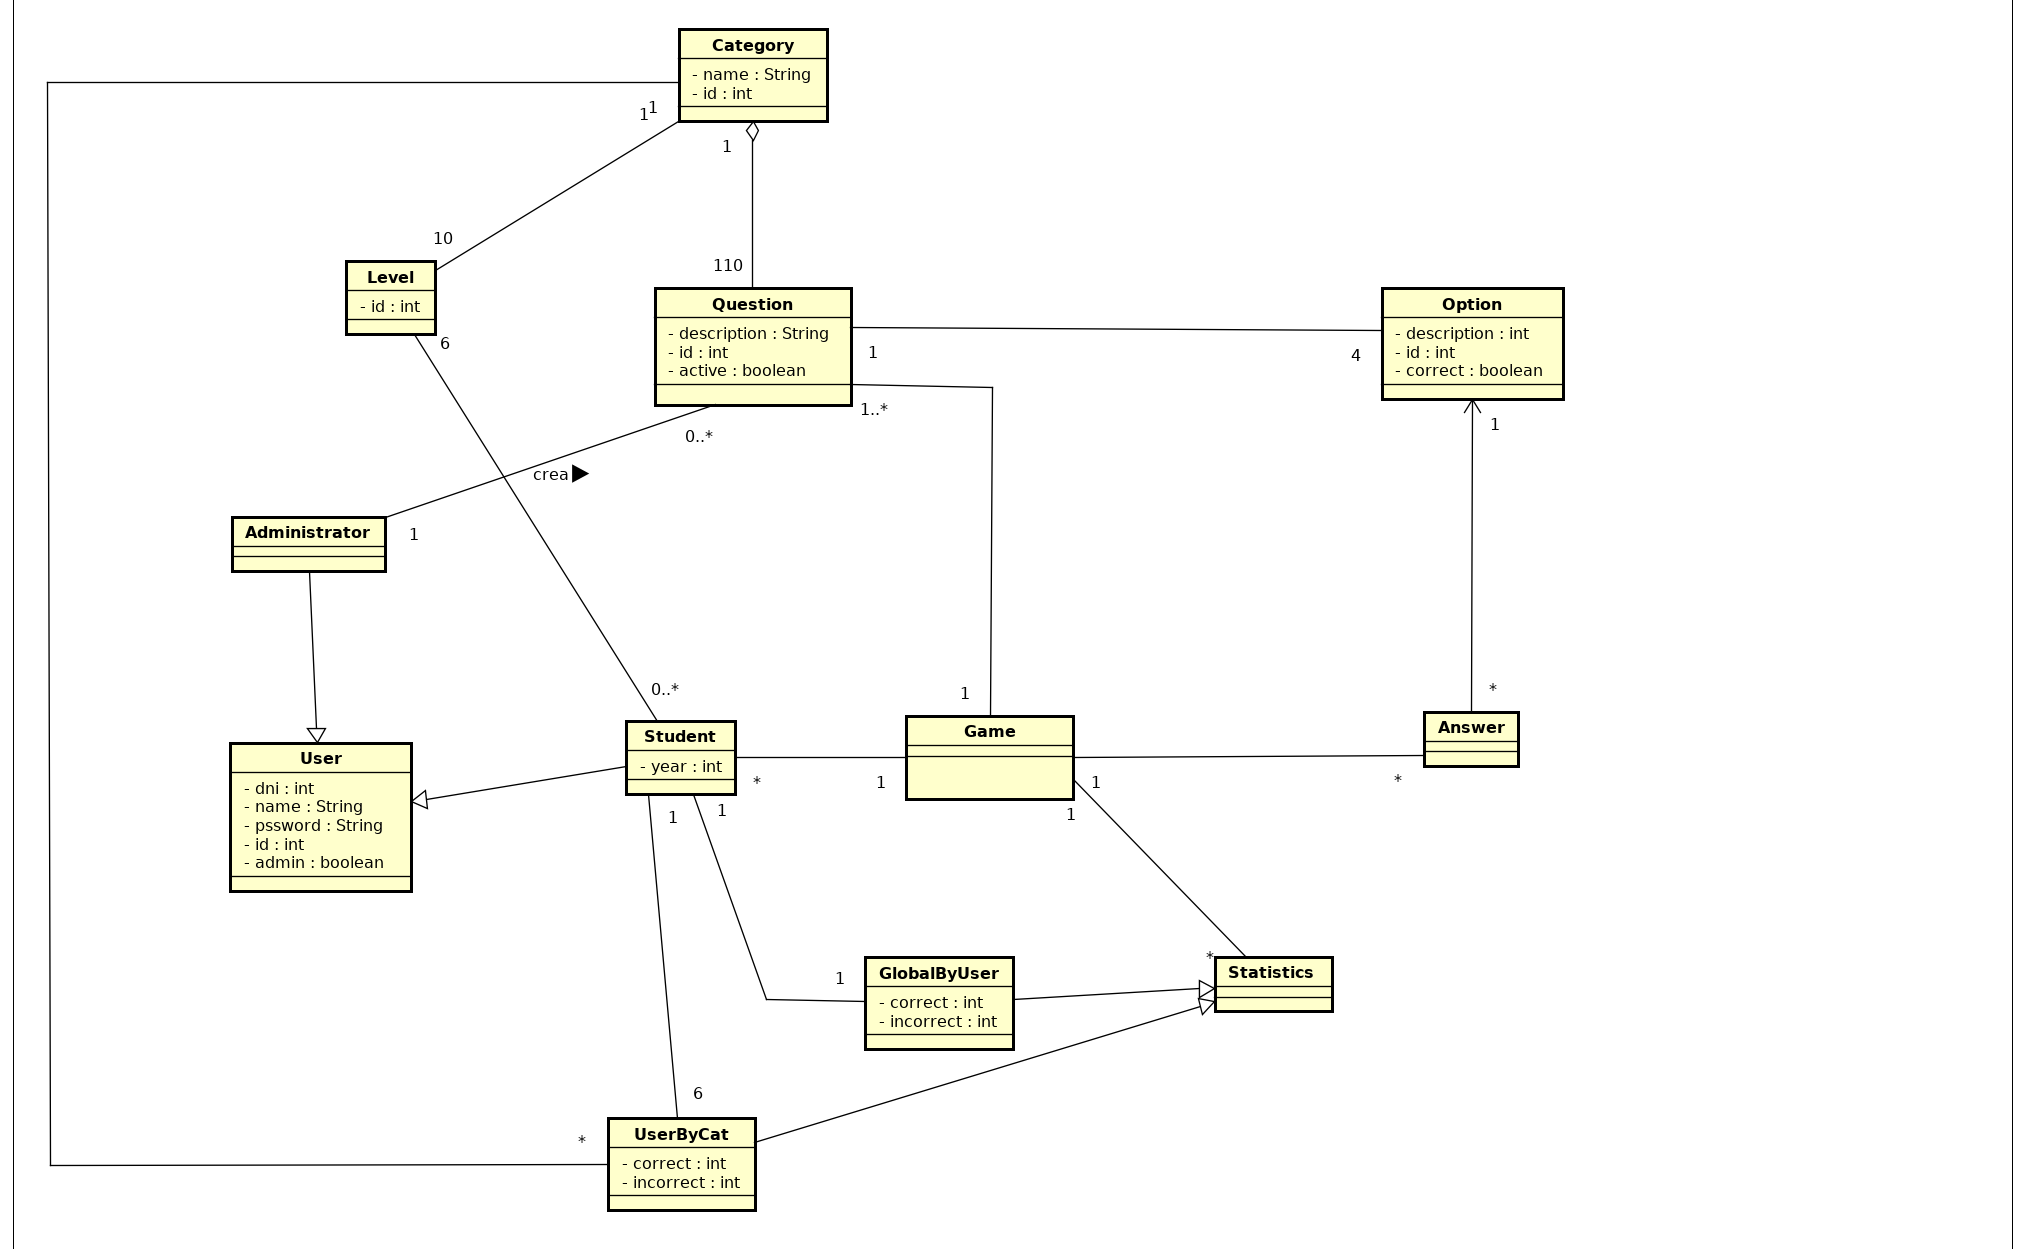 Category
- name : String
- id : int
1
1
1
10
110
Level
- id : int
6
Question
- description : String
- id : int
- active : boolean
1
1..*
0..*
4
Option
- description : int
- id : int
- correct : boolean
1
crea
Administrator
1
0..*
1
*
User
- dni : int
- name : String
- pssword : String
- id : int
- admin : boolean
Student
- year : int
*
1
1
1
Game
1
1
*
Answer
1
GlobalByUser
- correct : int
- incorrect : int
*
Statistics
6
*
UserByCat
- correct : int
- incorrect : int